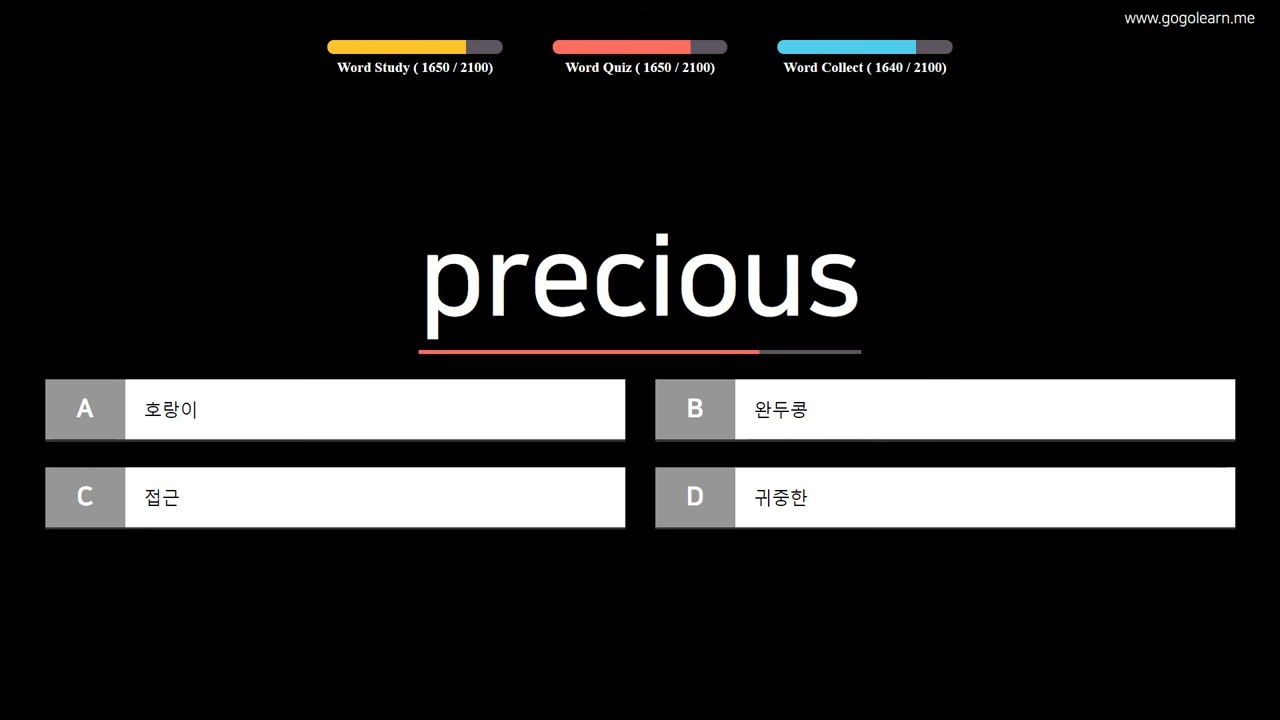 www.gogolearn.me
Word Study ( 1650 / 2100)
Word Quiz ( 1650 / 2100)
Word Collect ( 1640 / 2100)
precious
A 호랑이
B 완두콩
C 접근
D 귀중한